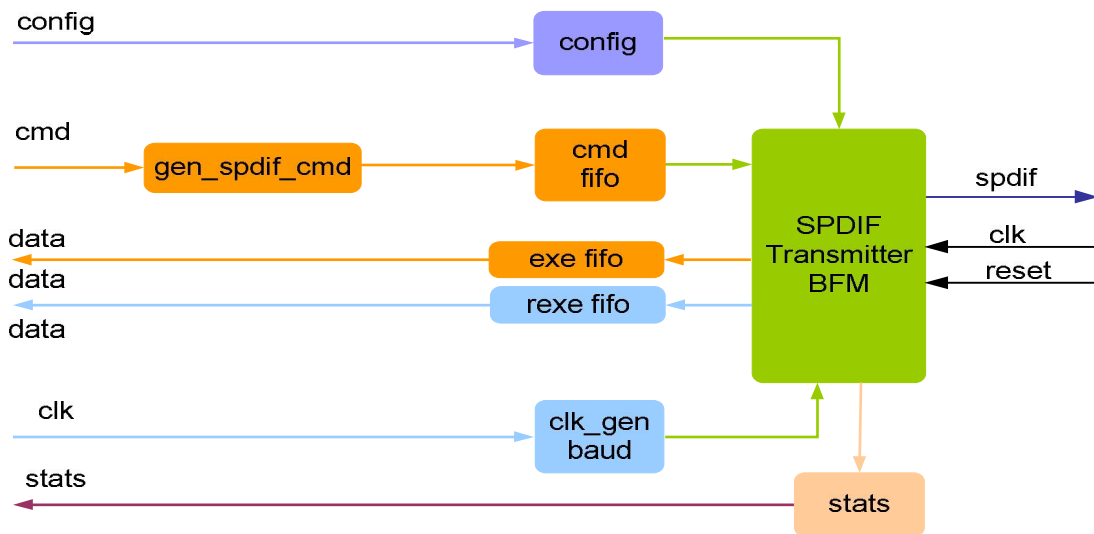 config
config
cmd
gen_spdif_cmd
cmd
fifo
spdif
SPDIF
Transmitter
BFM
clk
reset
data
exe fifo
data
rexe fifo
data
clk
clk_gen
baud
stats
stats